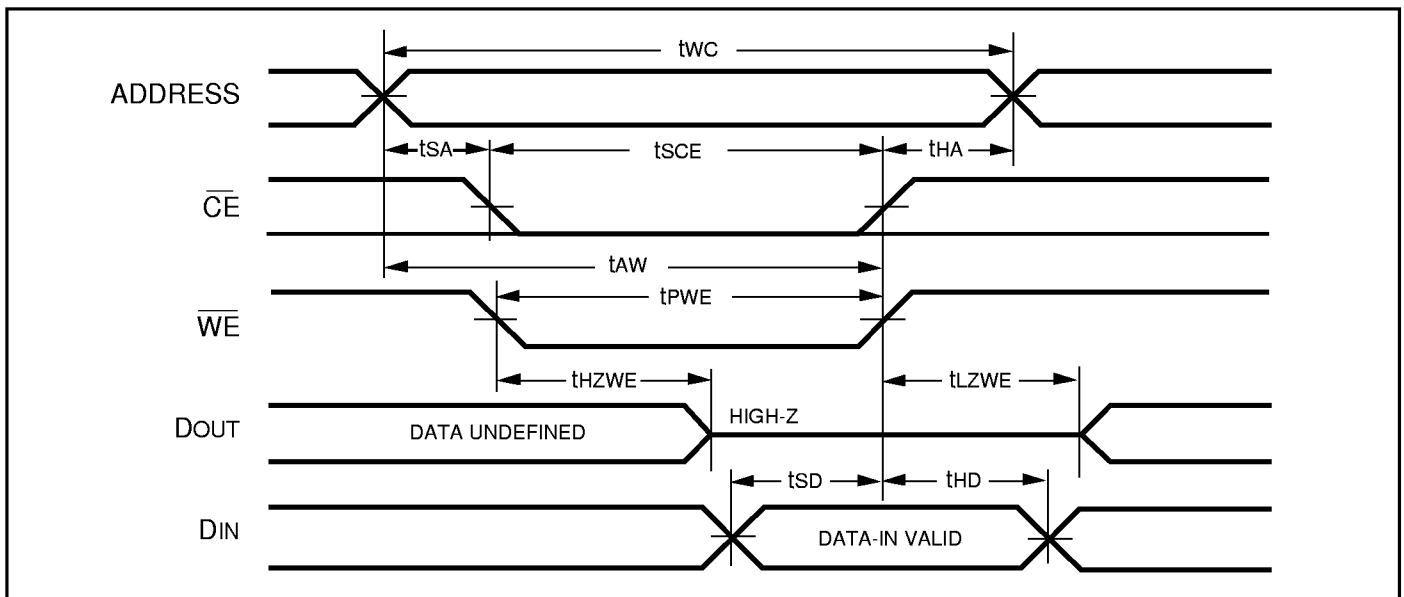 tWC
ADDRESS
tSA tSCE tHA
CE
tAW
tPWE
WE
tHZWE tLZWE
DOUT DATA UNDEFINED HIGH-Z
tSD tHD
DIN DATA-IN VALID